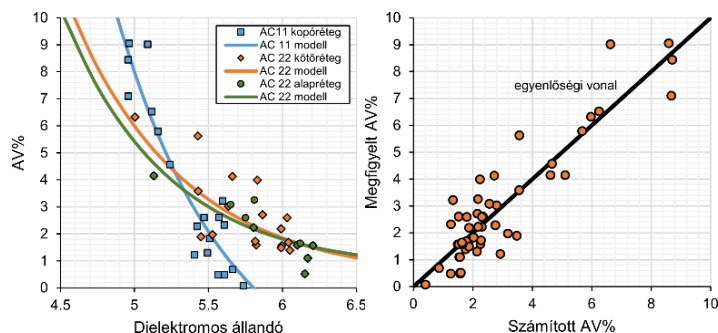 10
9
8
7
6
5
4
3
2
1
0
AV%
AC11 kopóréteg
AC 11 modell
AC 22 kötőréteg
AC 22 modell
AC 22 alapréteg
AC 22 modell
4.5 5.0 5.5 6.0 6.5
Dielektromos állandó
10
9
8
7
6
5
4
3
2
1
0
Megfigyelt AV%
egyenlőségi vonal
0 2 4 6 8 10
Számított AV%